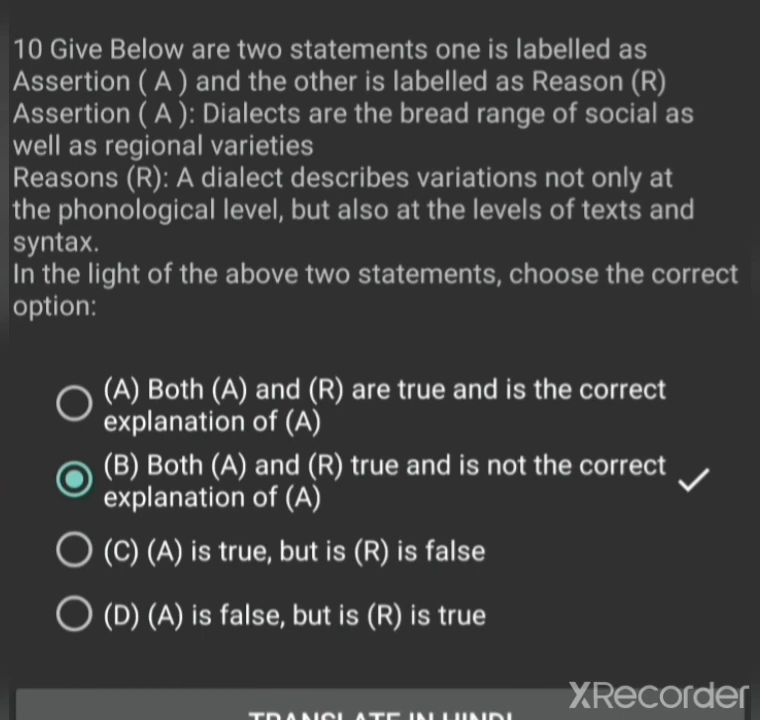 10 Give Below are two statements one is labelled as
Assertion ( A ) and the other is labelled as Reason (R)
Assertion ( A ): Dialects are the bread range of social as
well as regional varieties
Reasons (R): A dialect describes variations not only at
the phonological level, but also at the levels of texts and
syntax.
In the light of the above two statements, choose the correct
option:
(A) Both (A) and (R) are true and is the correct
explanation of (A)
(B) Both (A) and (R) true and is not the correct
explanation of (A)
(C) (A) is true, but is (R) is false
(D) (A) is false, but is (R) is true
XRecorder
TRANSLATE IN HINDI